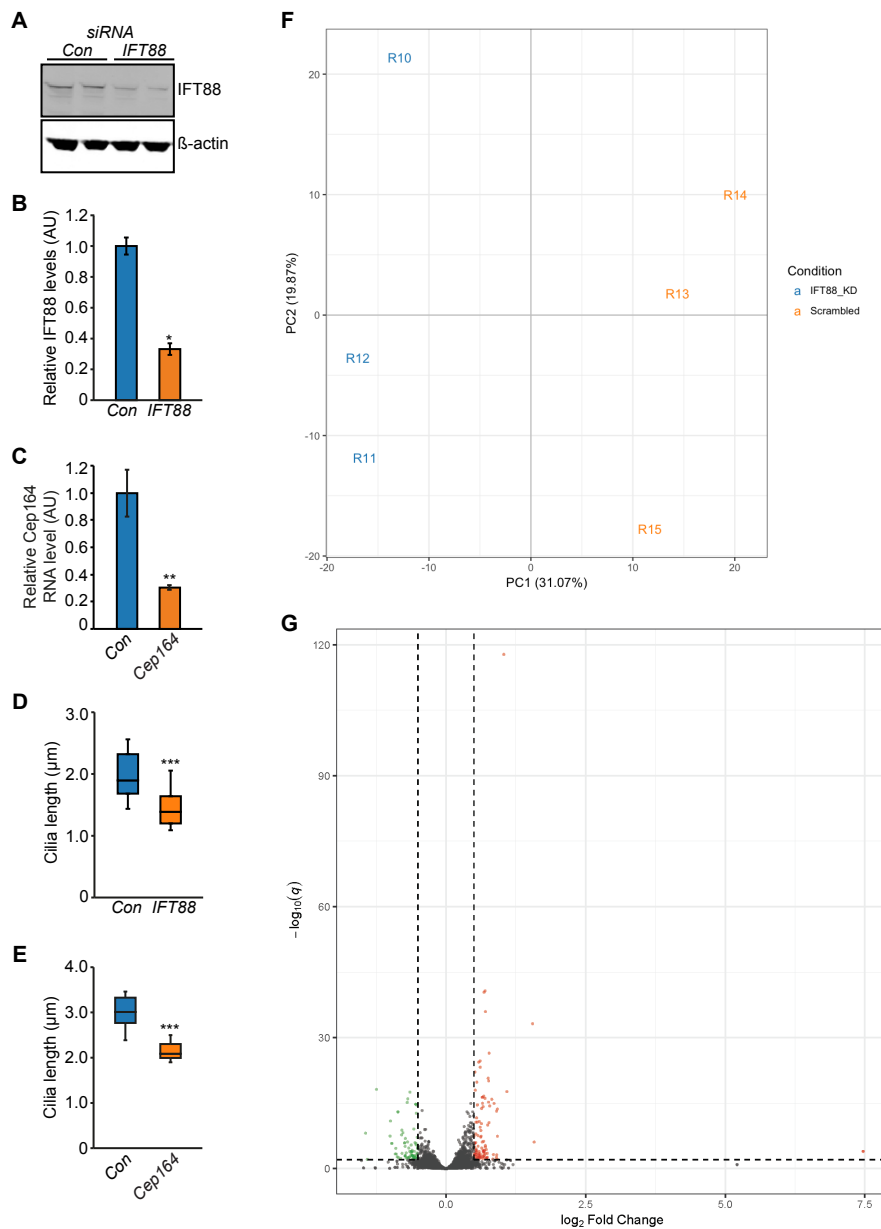 A
siRNA
Con IFT88
IFT88
ß-actin
B
Relative IFT88 levels (AU)
1.2
1.0
0.8
0.6
0.4
0.2
0
*
Con IFT88
C
Relative Cep164
RNA level (AU)
1.2
1.0
0.8
0.6
0.4
0.2
0
**
Con Cep164
D
Cilia length (µm)
3.0
2.0
1.0
0
***
Con IFT88
E
Cilia length (µm)
4.0
3.0
2.0
1.0
0
***
Con Cep164
F
PC2 (19.87%)
20
10
0
-10
-20
R10
R14
R13
R12
R11
R15
-20 -10 0 10 20
PC1 (31.07%)
Condition
a IFT88_KD
a Scrambled
G
−log10(q)
120
90
60
30
0
0.0 2.5 5.0 7.5
log2 Fold Change